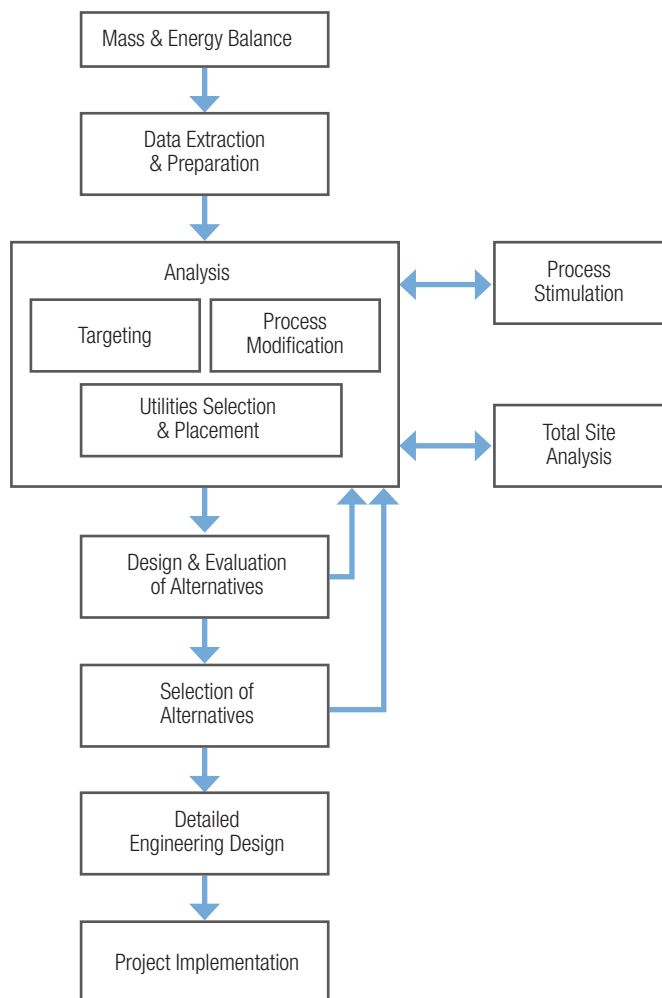 Mass & Energy Balance
Data Extraction
& Preparation
Analysis
Targeting
Process
Modification
Utilities Selection
& Placement
Process
Stimulation
Total Site
Analysis
Design & Evaluation
of Alternatives
Selection of
Alternatives
Detailed
Engineering Design
Project Implementation